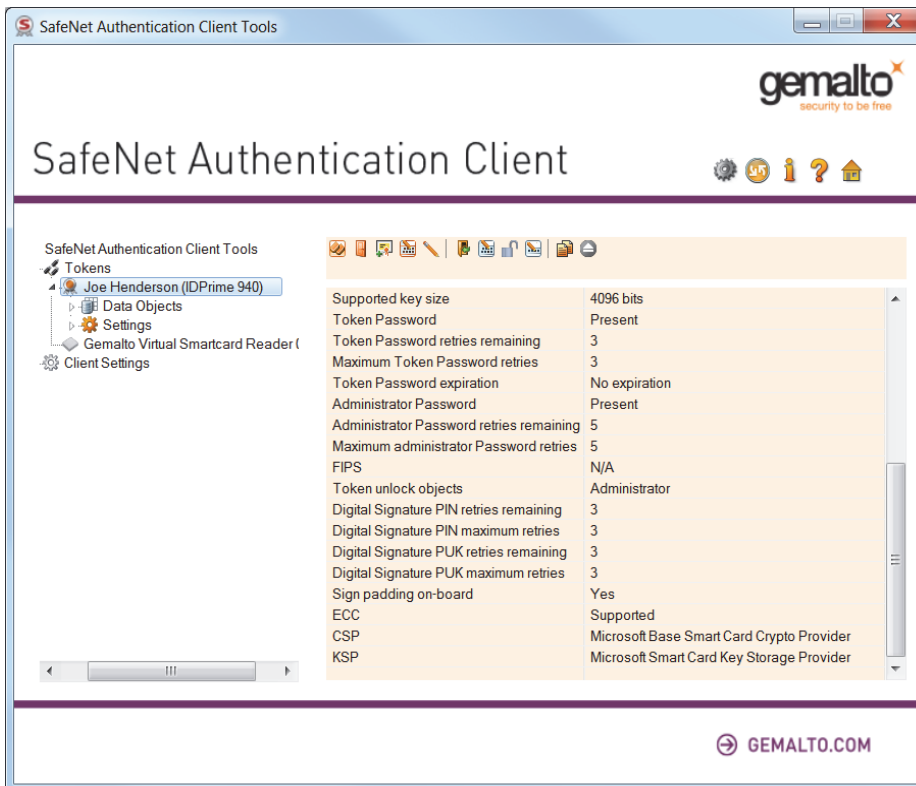 SafeNet Authentication Client Tools
gemalto
security to be free
SafeNet Authentication Client
SafeNet Authentication Client Tools
Tokens
Joe Henderson (IDPrime 940)
Data Objects
Settings
Gemalto Virtual Smartcard Reader (
Client Settings
Supported key size 4096 bits
Token Password Present
Token Password retries remaining 3
Maximum Token Password retries 3
Token Password expiration No expiration
Administrator Password Present
Administrator Password retries remaining 5
Maximum administrator Password retries 5
FIPS N/A
Token unlock objects Administrator
Digital Signature PIN retries remaining 3
Digital Signature PIN maximum retries 3
Digital Signature PUK retries remaining 3
Digital Signature PUK maximum retries 3
Sign padding on-board Yes
ECC Supported
CSP Microsoft Base Smart Card Crypto Provider
KSP Microsoft Smart Card Key Storage Provider
GEMALTO.COM